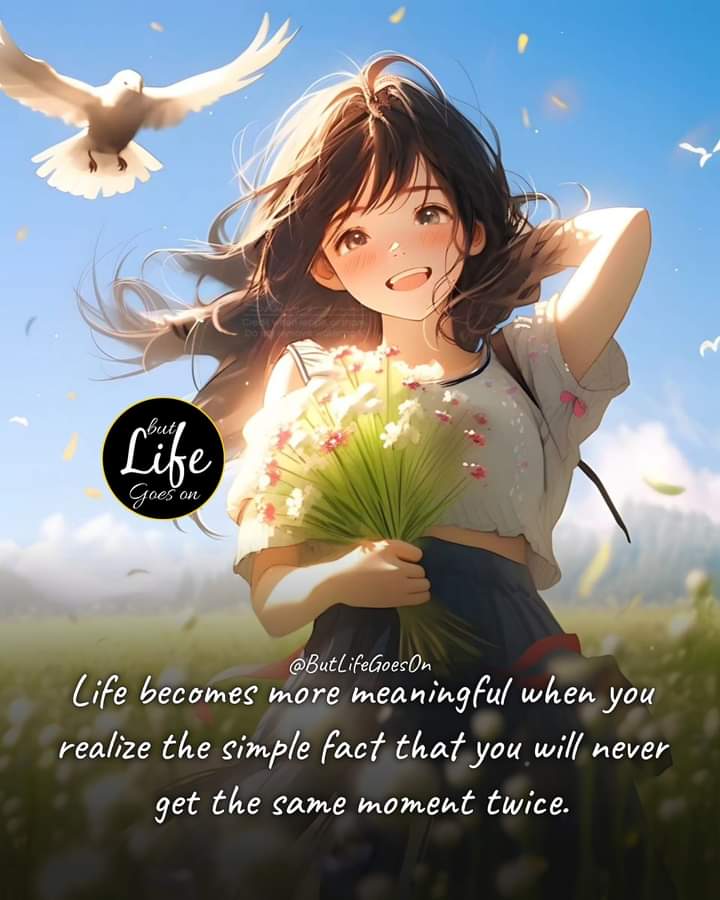 but
Life
Goes on
@ButLifeGoesOn
Life becomes more meaningful when you
realize the simple fact that you will never
get the same moment twice.